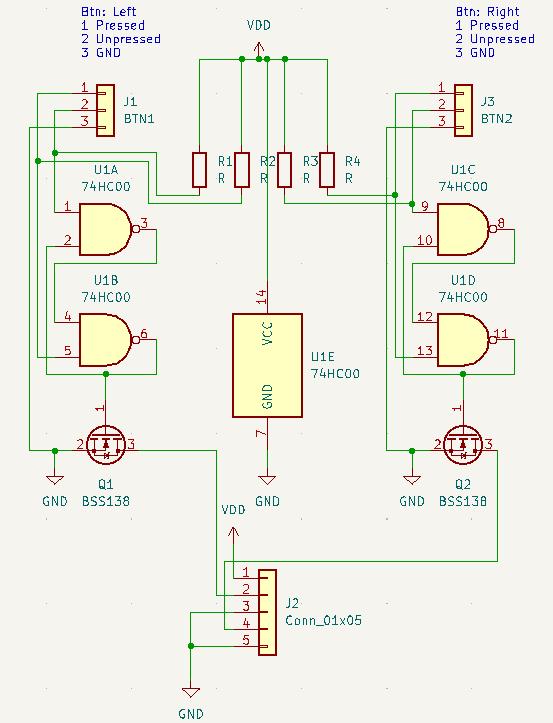 Btn: Left
1 Pressed
2 Unpressed
3 GND
VDD
Btn: Right
1 Pressed
2 Unpressed
3 GND
1
2
3
J1
BTN1
1
2
3
J3
BTN2
R1
R
R2
R
R3
R
R4
R
U1A
74HC00
1
2
3
U1C
74HC00
9
10
8
U1B
74HC00
4
5
6
14
VCC
GND
7
U1E
74HC00
U1D
74HC00
12
13
11
1
2
3
Q1
BSS138
GND
GND
1
2
3
Q2
BSS138
GND
VDD
1
2
3
4
5
J2
Conn_01x05
GND